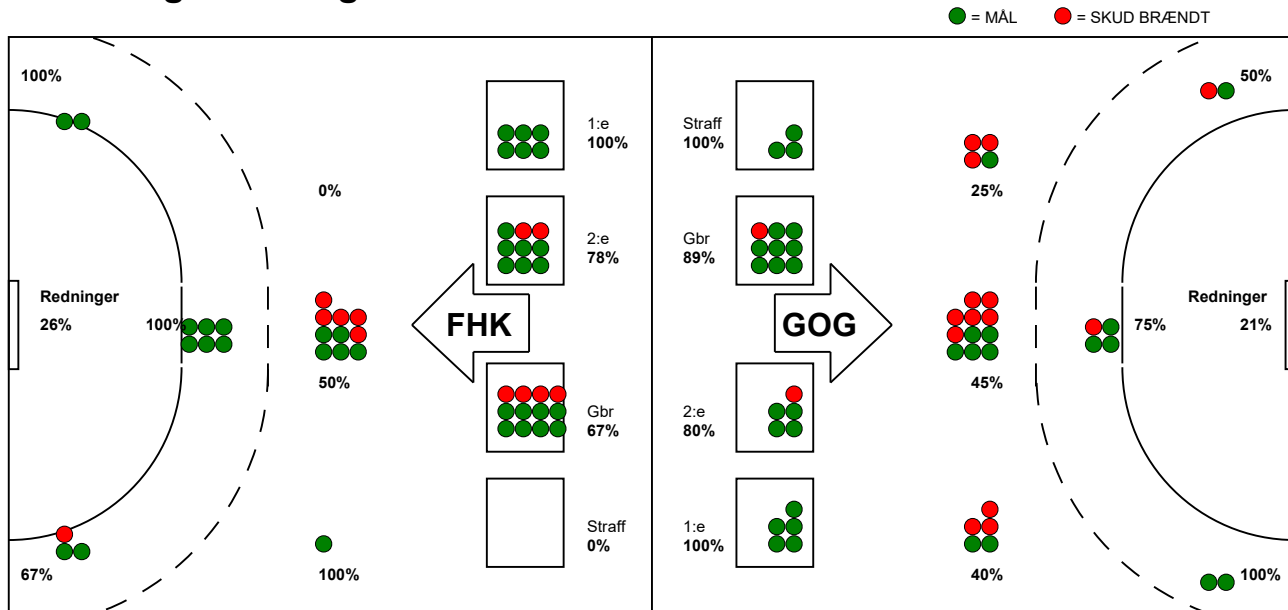 = MÅL = SKUD BRÆNDT
100%
50%
1:e
100%
Straff
100%
0%
25%
2:e
78%
Gbr
89%
Redninger
26%
100%
FHK
GOG
75%
Redninger
21%
50%
45%
Gbr
67%
2:e
80%
Straff
0%
1:e
100%
67%
100%
40%
100%